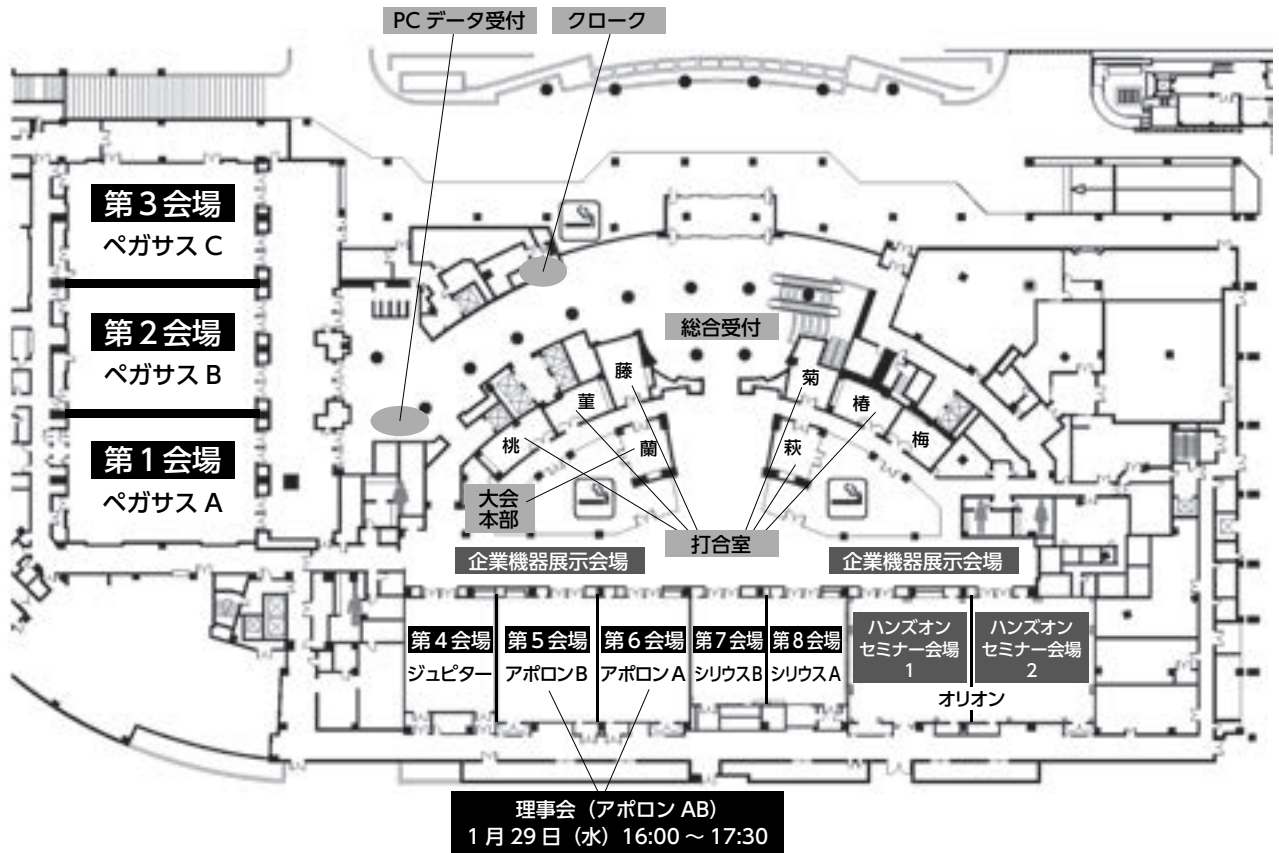 PC データ受付
クローク
第3会場
ペガサス C
第2会場
ペガサス B
第1会場
ペガサス A
総合受付
藤
菫
桃
蘭
菊
椿
梅
萩
大会
本部
打合室
企業機器展示会場
企業機器展示会場
第4会場
ジュピター
第5会場
アポロンB
第6会場
アポロンA
第7会場
シリウスB
第8会場
シリウスA
ハンズオン
セミナー会場
1
ハンズオン
セミナー会場
2
オリオン
理事会（アポロン AB）
1月29日（水）16:00～17:30